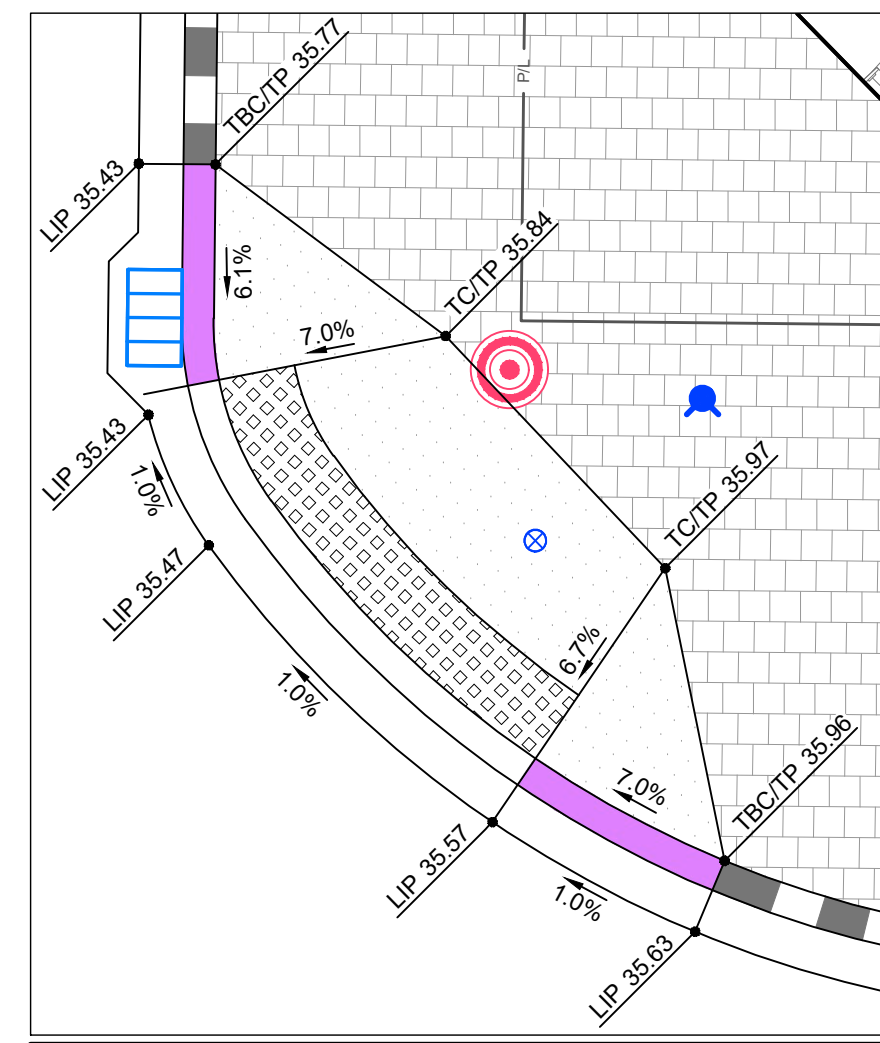 TBC/TP 35.77
P/L
LIP 35.43
TC/TP 35.84
6.1%
7.0%
LIP 35.43
TC/TP 35.97
1.0%
LIP 35.47
6.7%
1.0%
TBC/TP 35.96
7.0%
LIP 35.57
1.0%
LIP 35.63